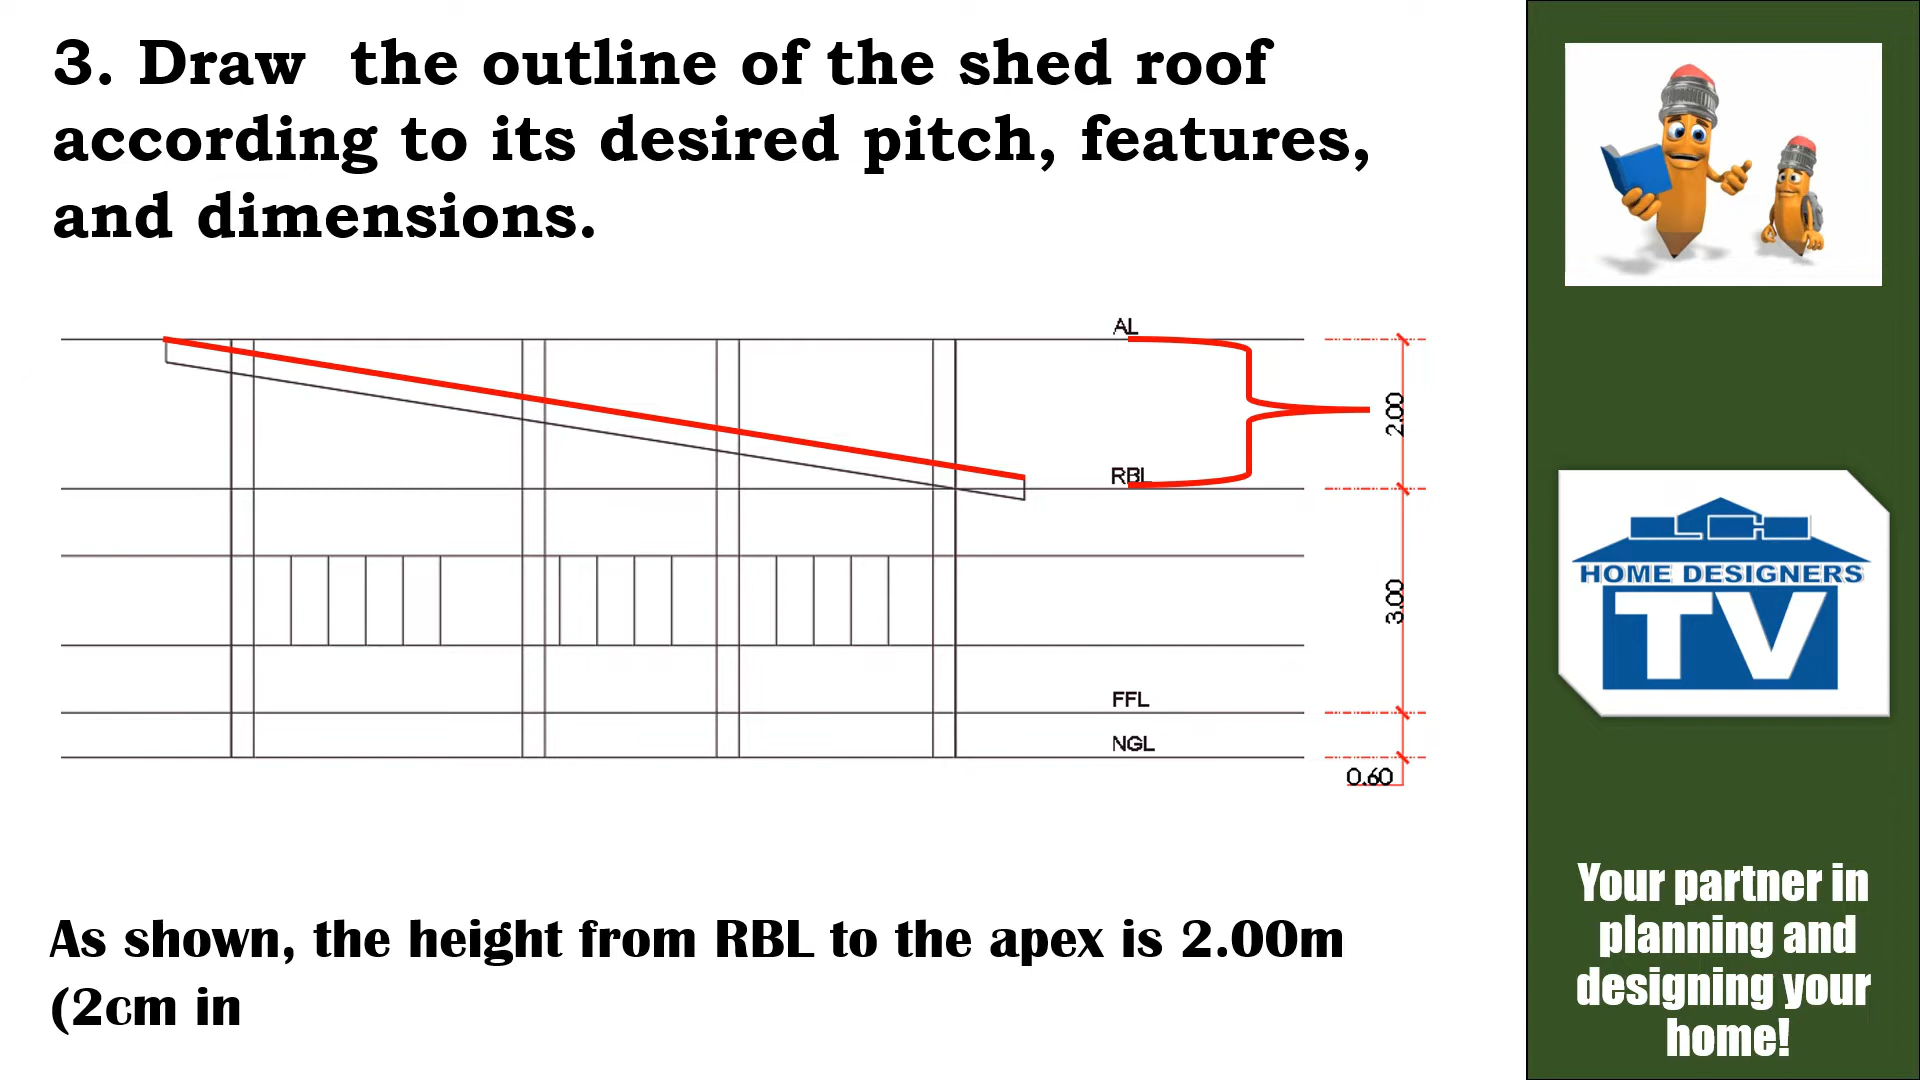 3. Draw the outline of the shed roof
according to its desired pitch, features,
and dimensions.
AL
2.00
RBL
3.00
FFL
NGL
0.60
As shown, the height from RBL to the apex is 2.00m
(2cm in
LCH
HOME DESIGNERS
TV
Your partner in
planning and
designing your
home!